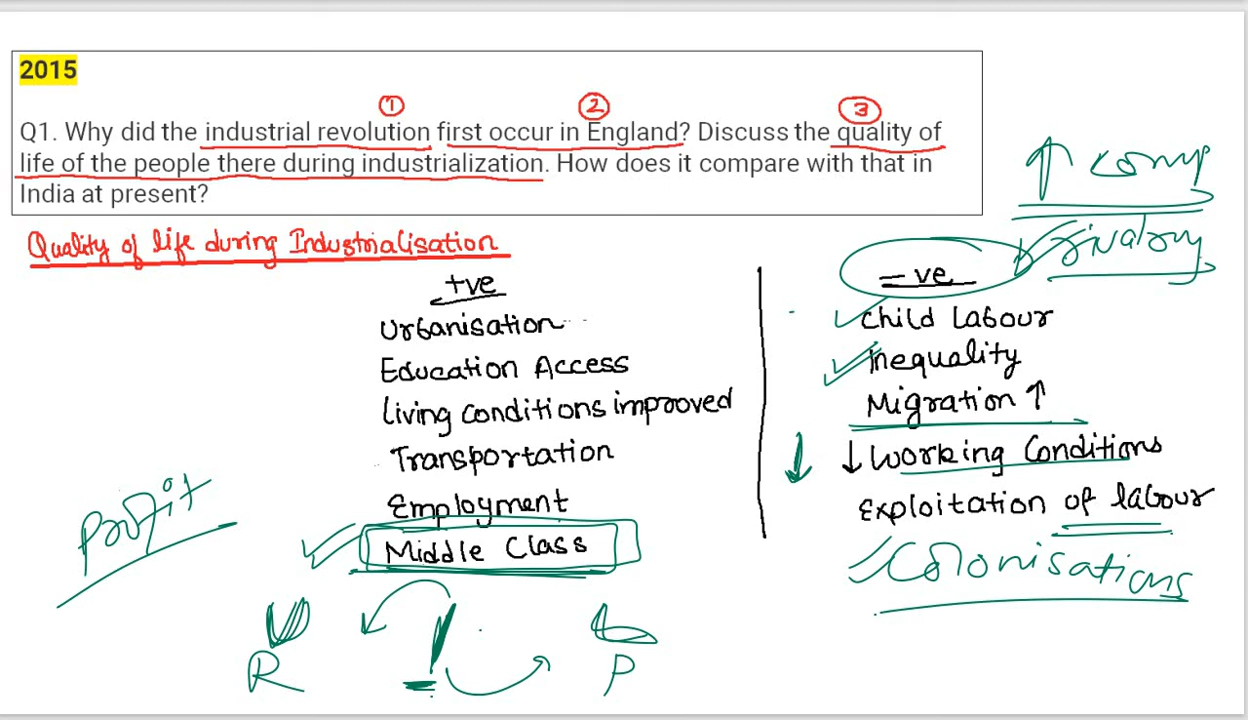 2015
① ② ③
Q1. Why did the industrial revolution first occur in England? Discuss the quality of
life of the people there during industrialization. How does it compare with that in
India at present?
↑ comp
rivalry
Quality of life during Industrialisation
+ve
Urbanisation
Education Access
living conditions improved
Transportation
Employment
Middle Class
-ve
child labour
Inequality
Migration ↑
↓ Working Conditions
Exploitation of labour
Colonisations
Profit
R P